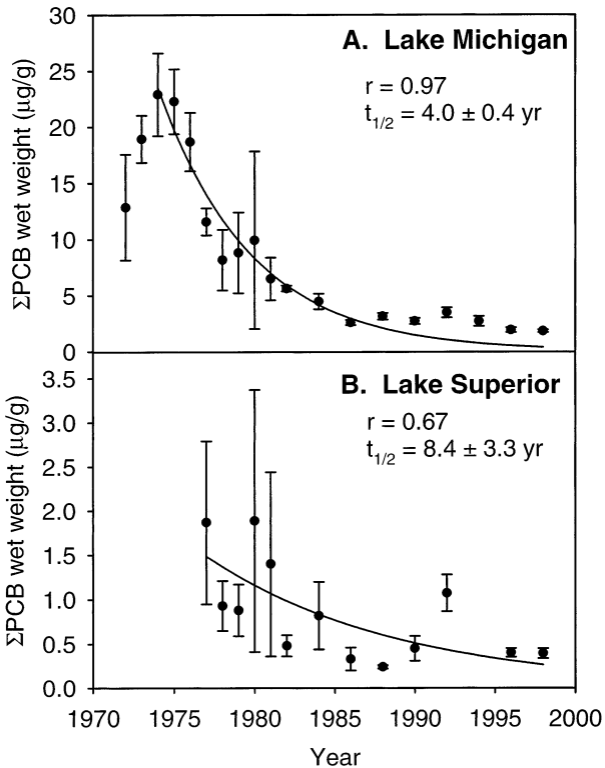 30
A. Lake Michigan
25
r = 0.97
t1/2 = 4.0 ± 0.4 yr
20
15
10
5
0
ΣPCB wet weight (μg/g)
3.5
B. Lake Superior
3.0
r = 0.67
t1/2 = 8.4 ± 3.3 yr
2.5
2.0
1.5
1.0
0.5
0.0
ΣPCB wet weight (μg/g)
1970 1975 1980 1985 1990 1995 2000
Year